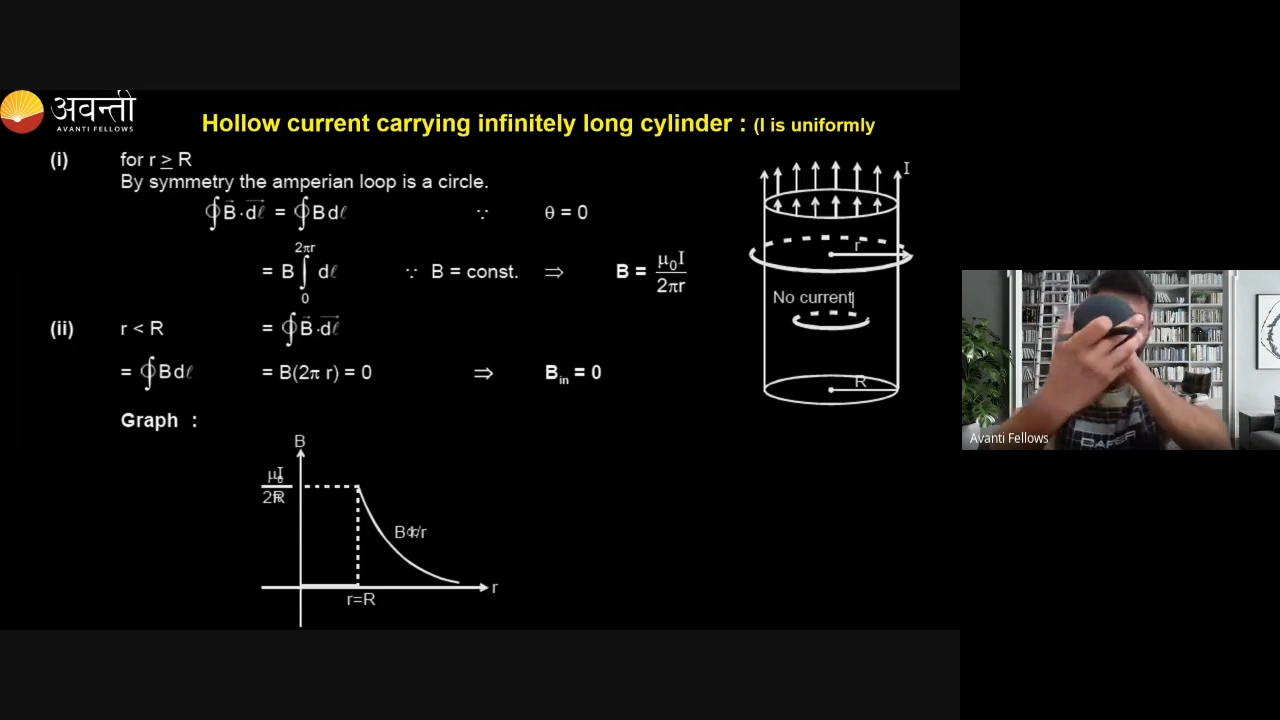 अवन्ती
AVANTI FELLOWS
Hollow current carrying infinitely long cylinder : (I is uniformly
(i) for r ≥ R
By symmetry the amperian loop is a circle.
∮B⃗·dℓ⃗ = ∮Bdℓ ∵ θ = 0
= B ∫₀^2πr dℓ ∵ B = const. ⇒ B = μ₀I / 2πr
(ii) r < R = ∮B⃗·dℓ⃗
= ∮Bdℓ = B(2π r) = 0 ⇒ B_in = 0
Graph :
B
μ₀I / 2πR
B∝1/r
r
r=R
I
r
No current
R
Avanti Fellows